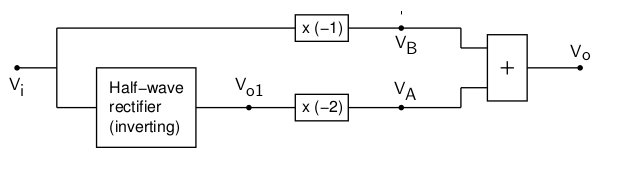 x (−1)
V_B
V_o
V_i
Half−wave
rectifier
(inverting)
V_o1
x (−2)
V_A
+